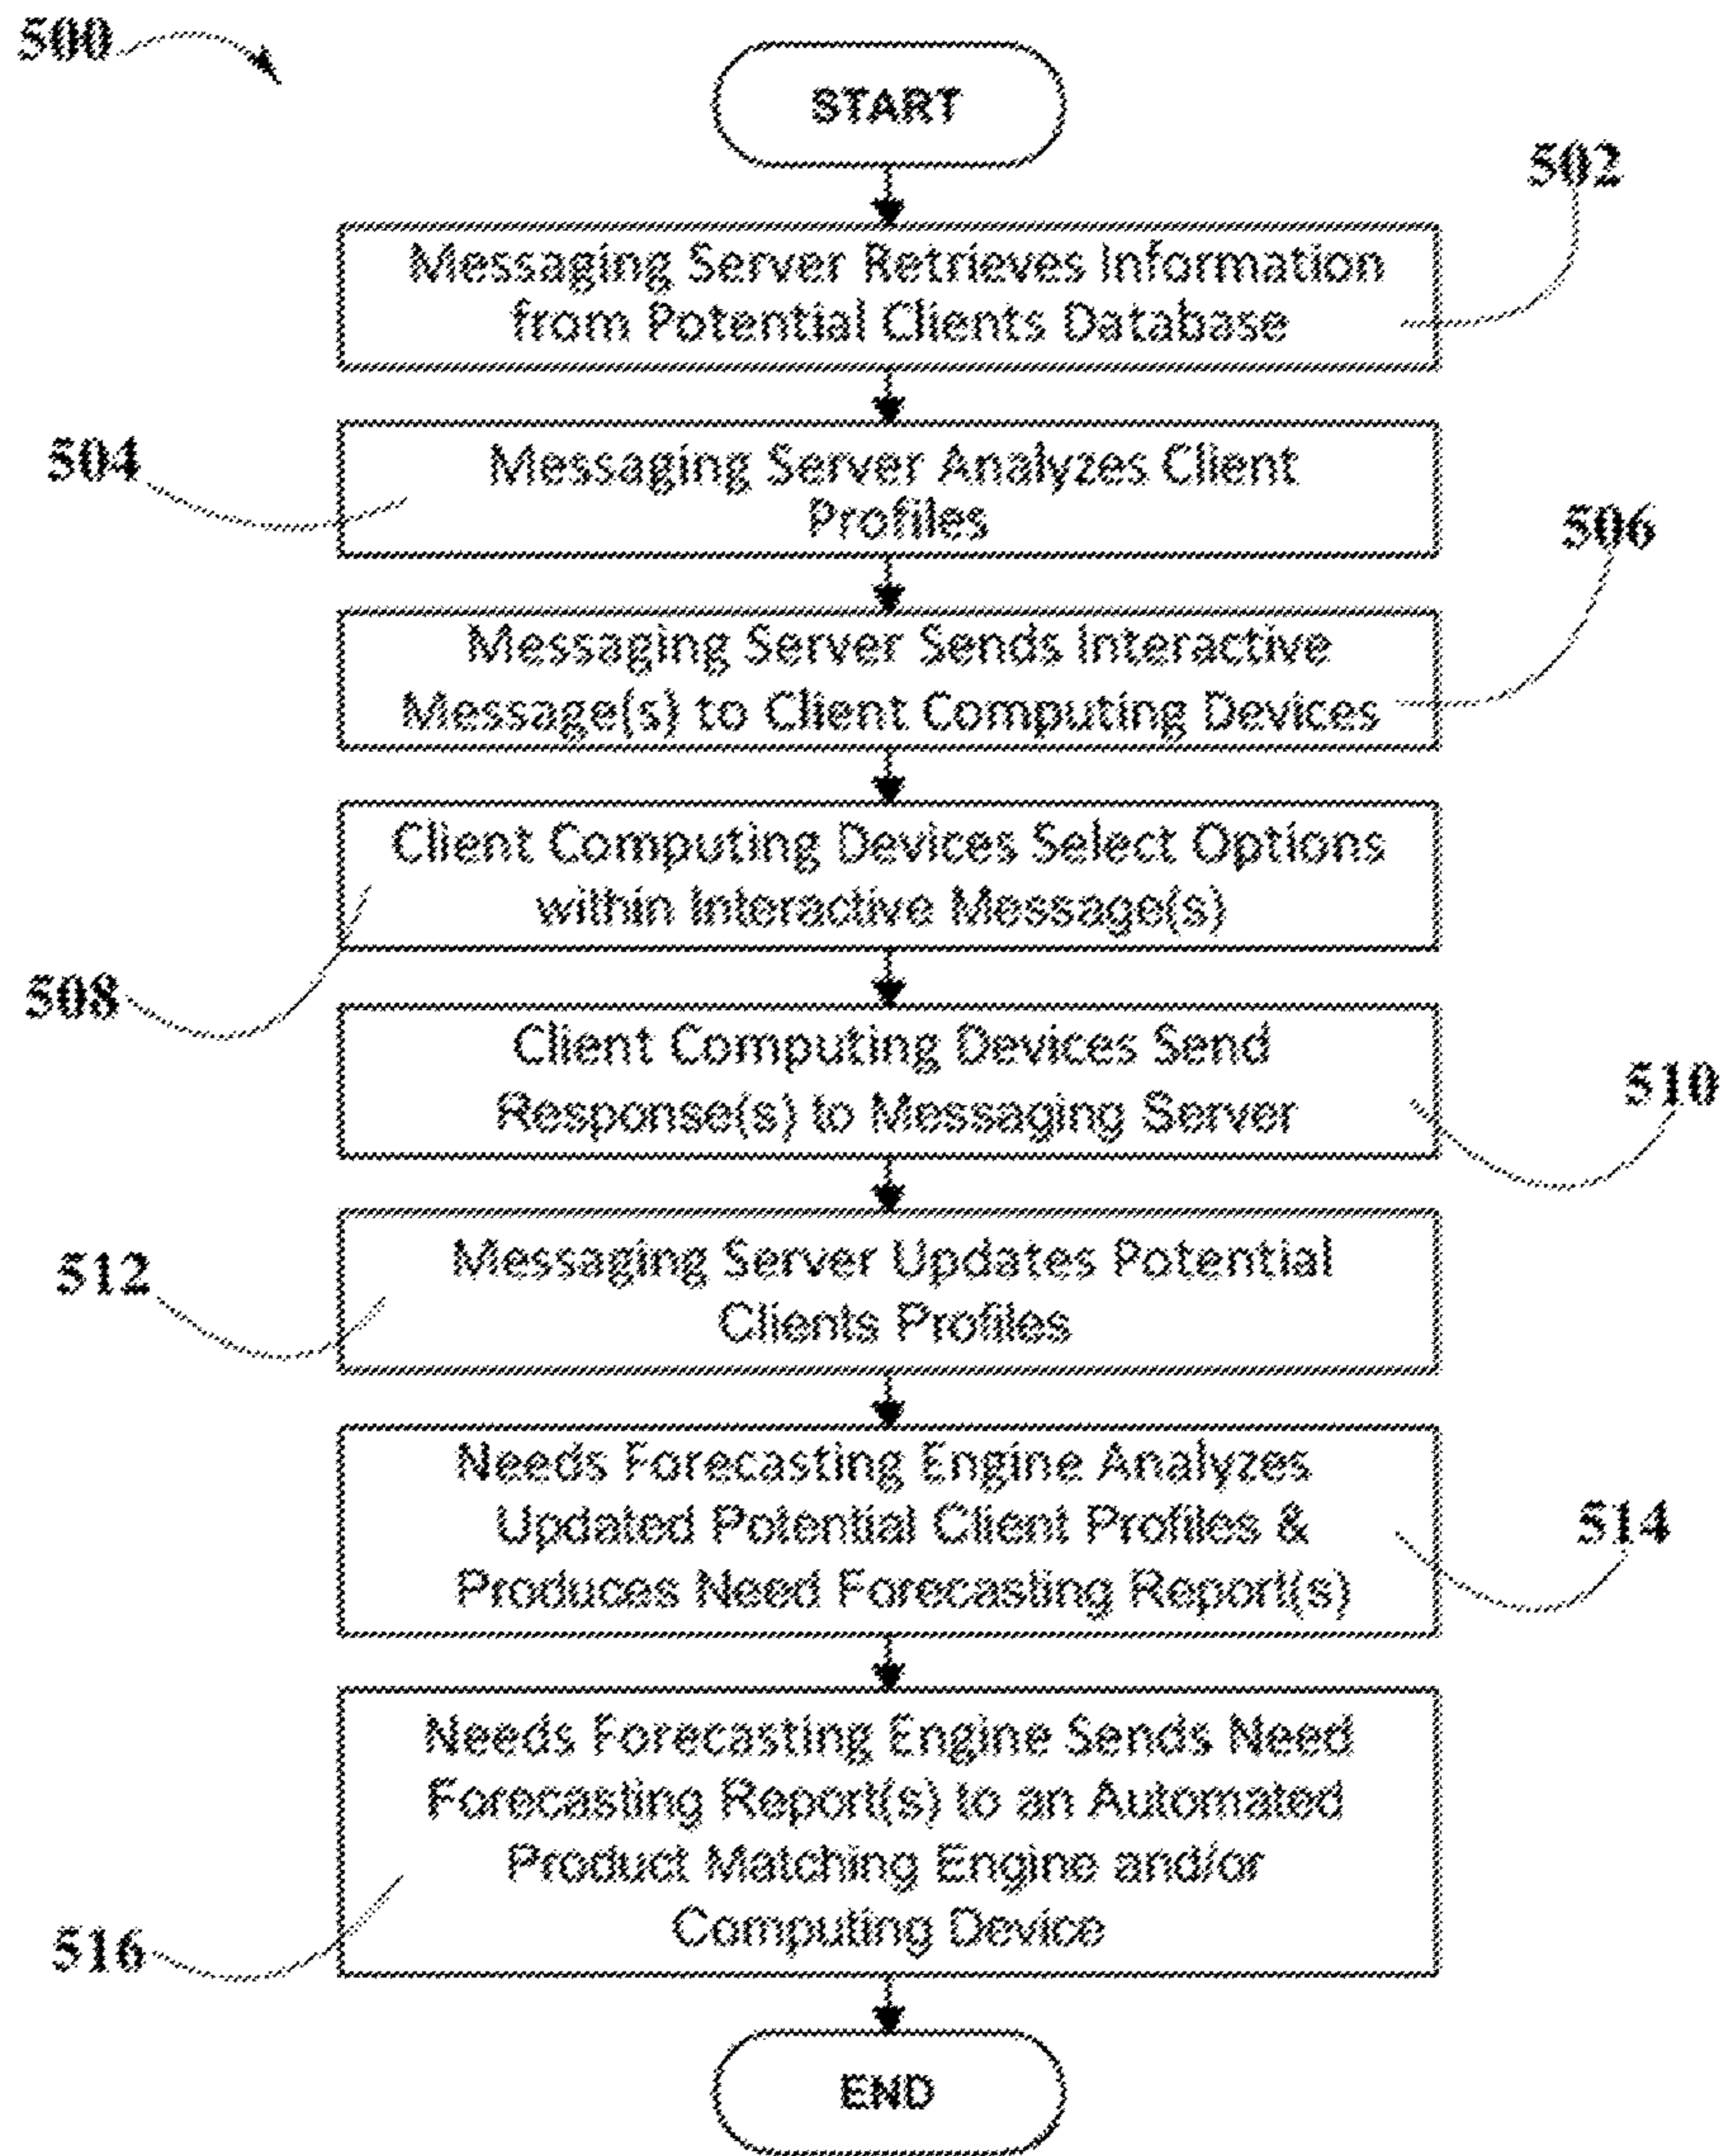 500
START
502
Messaging Server Retrieves Information
from Potential Clients Database
504
Messaging Server Analyzes Client
Profiles
506
Messaging Server Sends Interactive
Message(s) to Client Computing Devices
Client Computing Devices Select Options
within Interactive Message(s)
508
Client Computing Devices Send
Response(s) to Messaging Server
510
512
Messaging Server Updates Potential
Clients Profiles
Needs Forecasting Engine Analyzes
Updated Potential Client Profiles &
Produces Need Forecasting Report(s)
514
Needs Forecasting Engine Sends Need
Forecasting Report(s) to an Automated
Product Matching Engine and/or
Computing Device
516
END